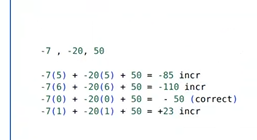 -7 , -20, 50
-7(5) + -20(5) + 50 = -85 incr
-7(6) + -20(6) + 50 = -110 incr
-7(0) + -20(0) + 50 = - 50 (correct)
-7(1) + -20(1) + 50 = +23 incr